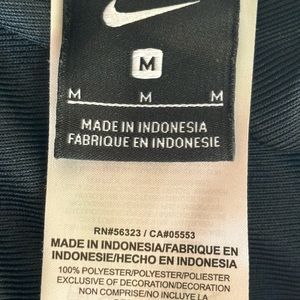 M
M M M
MADE IN INDONESIA
FABRIQUE EN INDONESIE
RN#56323 / CA#05553
MADE IN INDONESIA/FABRIQUE EN
INDONESIE/HECHO EN INDONESIA
100% POLYESTER/POLYESTER/POLIESTER
EXCLUSIVE OF DECORATION/DECORATION
NON COMPRISE/NO INCLUYE LA